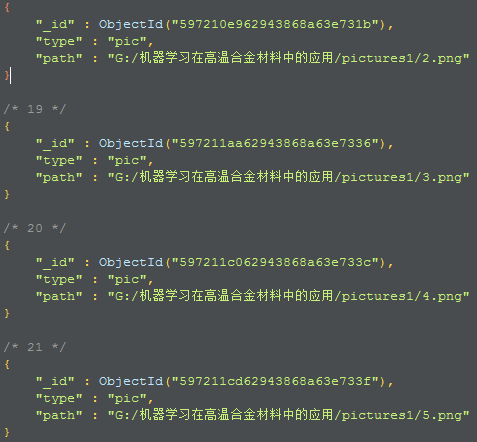 {
"_id" : ObjectId("597210e962943868a63e731b"),
"type" : "pic",
"path" : "G:/机器学习在高温合金材料中的应用/pictures1/2.png"
}
/* 19 */
{
"_id" : ObjectId("597211aa62943868a63e7336"),
"type" : "pic",
"path" : "G:/机器学习在高温合金材料中的应用/pictures1/3.png"
}
/* 20 */
{
"_id" : ObjectId("597211c062943868a63e733c"),
"type" : "pic",
"path" : "G:/机器学习在高温合金材料中的应用/pictures1/4.png"
}
/* 21 */
{
"_id" : ObjectId("597211cd62943868a63e733f"),
"type" : "pic",
"path" : "G:/机器学习在高温合金材料中的应用/pictures1/5.png"
}